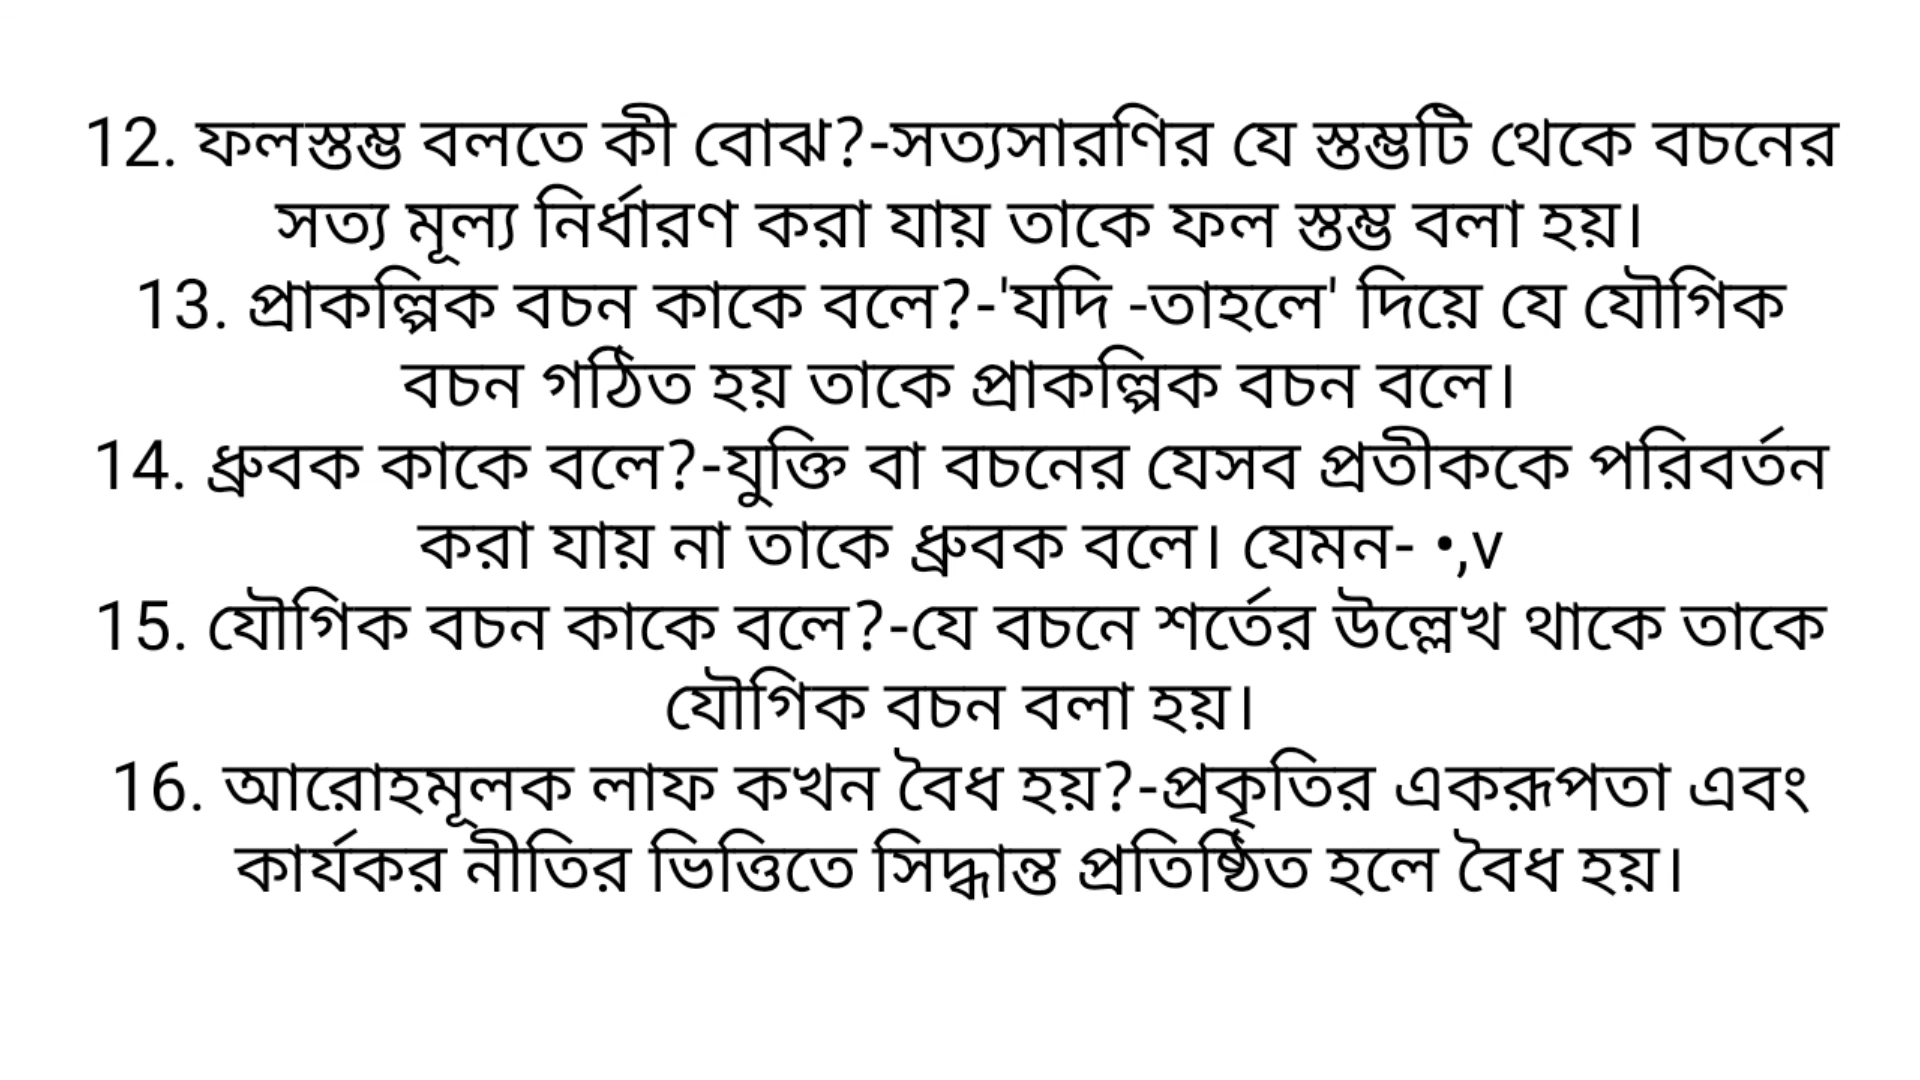 12. ফলস্তম্ভ বলতে কী বোঝ?-সত্যসারণির যে স্তম্ভটি থেকে বচনের
সত্য মূল্য নির্ধারণ করা যায় তাকে ফল স্তম্ভ বলা হয়।
13. প্রাকল্পিক বচন কাকে বলে?-'যদি -তাহলে' দিয়ে যে যৌগিক
বচন গঠিত হয় তাকে প্রাকল্পিক বচন বলে।
14. ধ্রুবক কাকে বলে?-যুক্তি বা বচনের যেসব প্রতীককে পরিবর্তন
করা যায় না তাকে ধ্রুবক বলে। যেমন- •,v
15. যৌগিক বচন কাকে বলে?-যে বচনে শর্তের উল্লেখ থাকে তাকে
যৌগিক বচন বলা হয়।
16. আরোহমূলক লাফ কখন বৈধ হয়?-প্রকৃতির একরূপতা এবং
কার্যকর নীতির ভিত্তিতে সিদ্ধান্ত প্রতিষ্ঠিত হলে বৈধ হয়।